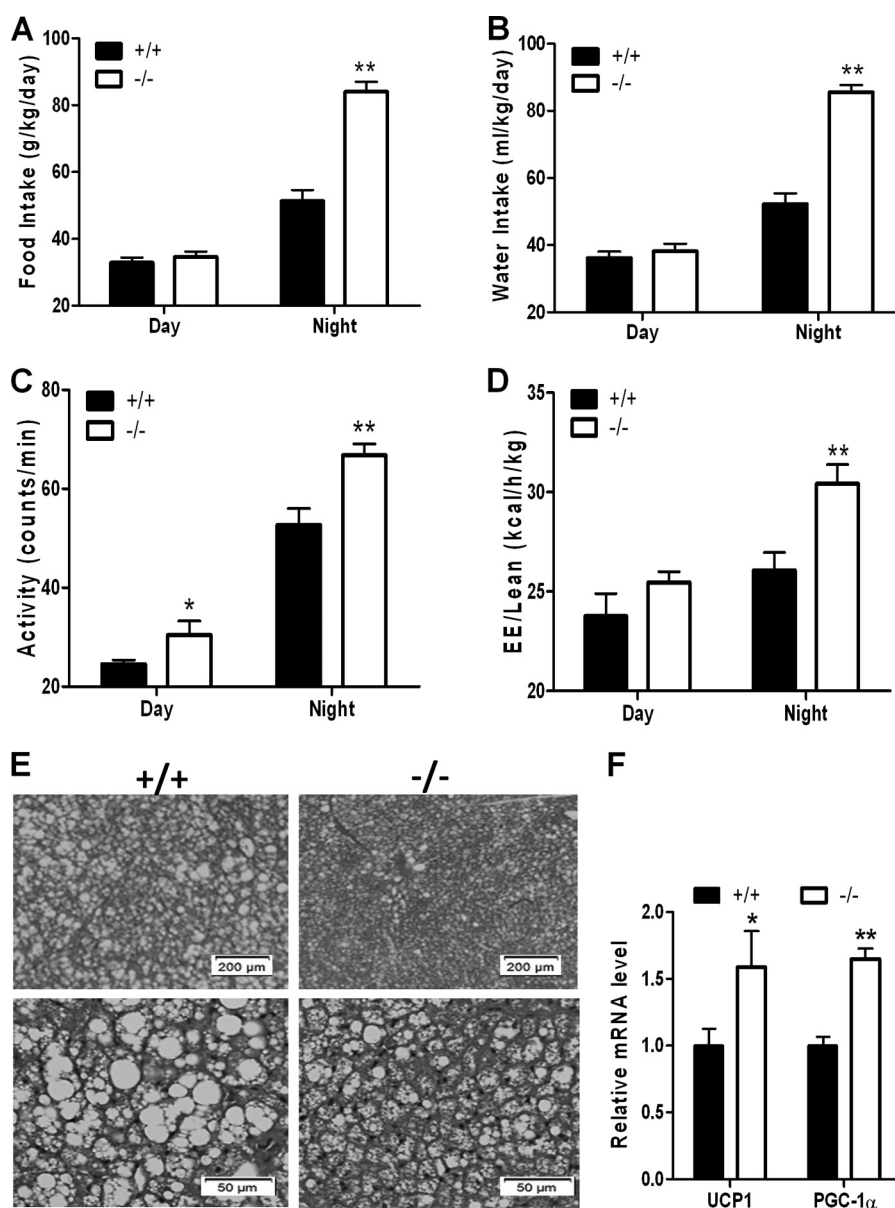 A
Food Intake (g/kg/day)
100
80
60
40
20
+/+
-/-
**
Day Night
B
Water Intake (ml/kg/day)
100
80
60
40
20
+/+
-/-
**
Day Night
C
Activity (counts/min)
80
60
40
20
+/+
-/-
*
**
Day Night
D
EE/Lean (kcal/h/kg)
35
30
25
20
+/+
-/-
**
Day Night
E
+/+ -/-
200 µm 200 µm
50 µm 50 µm
F
+/+ -/-
Relative mRNA level
2.0
1.5
1.0
0.5
0.0
*
**
UCP1 PGC-1α